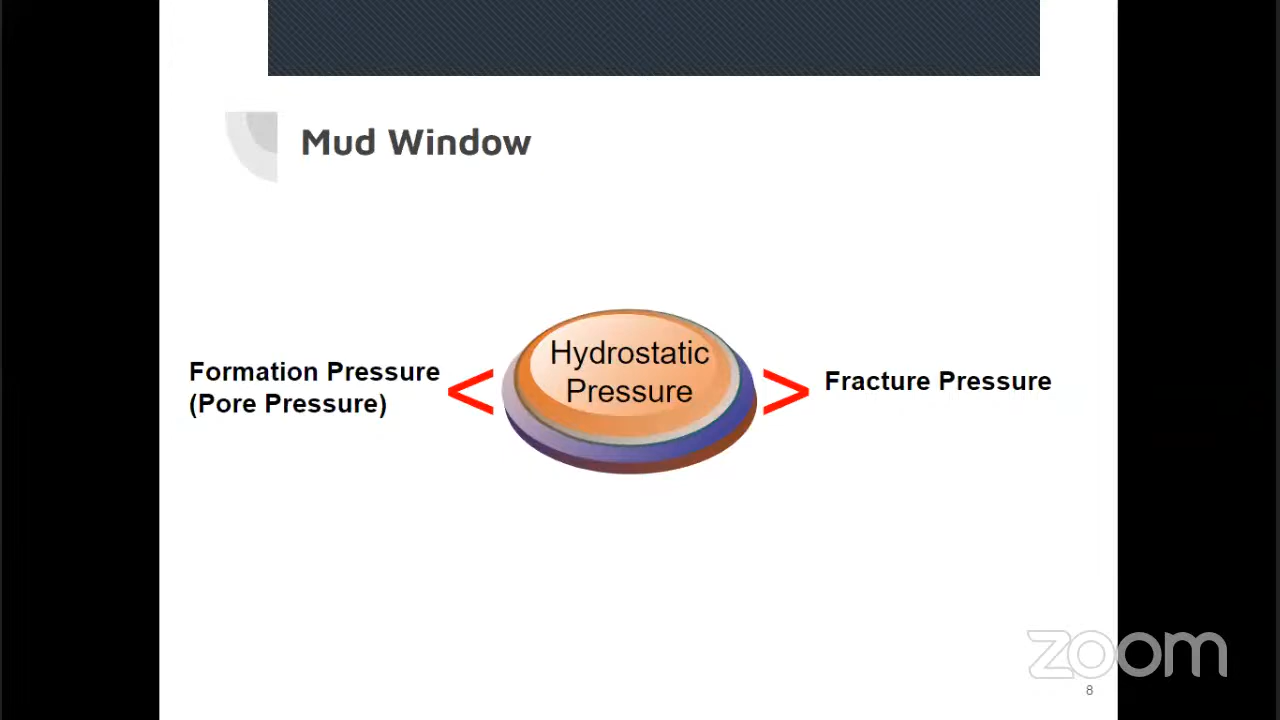 Mud Window
Formation Pressure
(Pore Pressure)
<
Hydrostatic
Pressure
>
Fracture Pressure
zoom
8